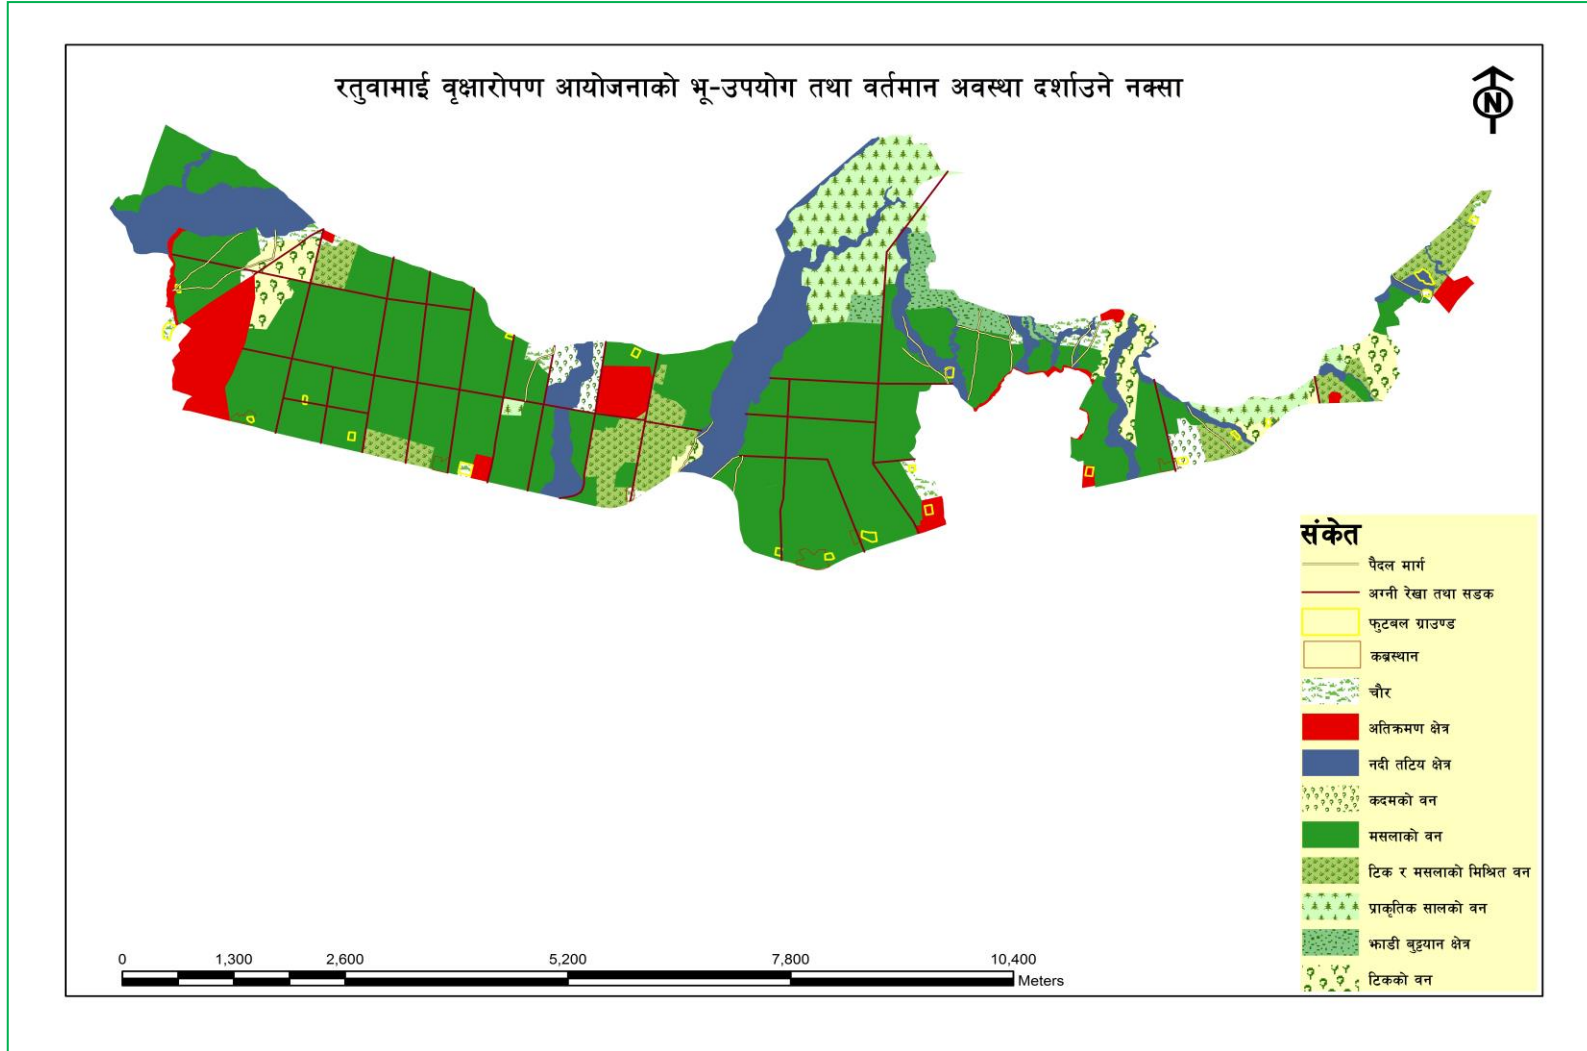 रतुवामाई वृक्षारोपण आयोजनाको भू-उपयोग तथा वर्तमान अवस्था दर्शाउने नक्सा
N
संकेत
पैदल मार्ग
अग्नी रेखा तथा सडक
फुटबल ग्राउण्ड
कब्रस्थान
चौर
अतिक्रमण क्षेत्र
नदी तटिय क्षेत्र
कदमको वन
मसलाको वन
टिक र मसलाको मिश्रित वन
प्राकृतिक सालको वन
झाडी बुट्ट्यान क्षेत्र
टिकको वन
0 1,300 2,600 5,200 7,800 10,400
Meters